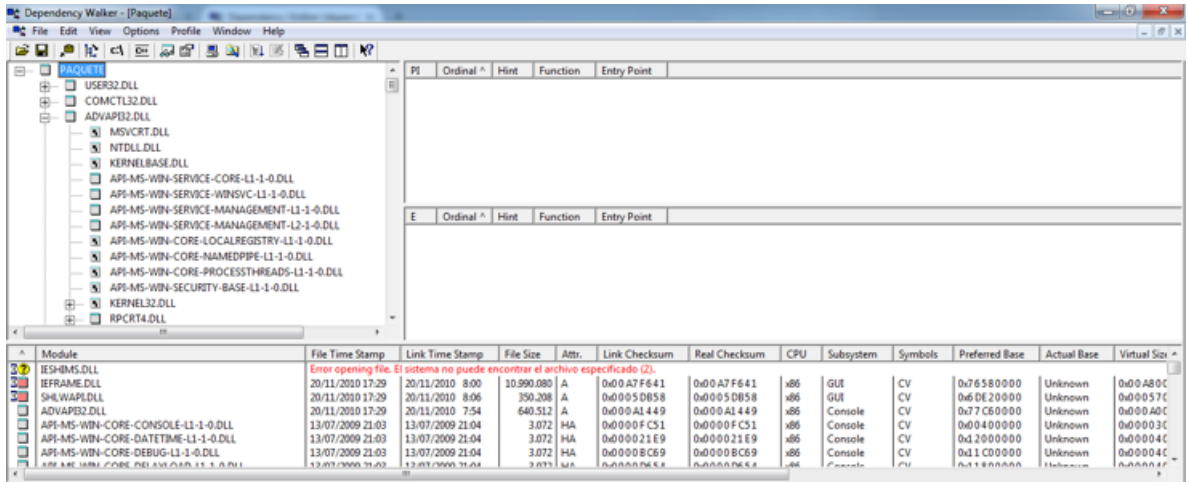 Dependency Walker - [Paquete]
File Edit View Options Profile Window Help
PAQUETE
USER32.DLL
COMCTL32.DLL
ADVAPI32.DLL
MSVCRT.DLL
NTDLL.DLL
KERNELBASE.DLL
API-MS-WIN-SERVICE-CORE-L1-1-0.DLL
API-MS-WIN-SERVICE-WINSVC-L1-1-0.DLL
API-MS-WIN-SERVICE-MANAGEMENT-L1-1-0.DLL
API-MS-WIN-SERVICE-MANAGEMENT-L2-1-0.DLL
API-MS-WIN-CORE-LOCALREGISTRY-L1-1-0.DLL
API-MS-WIN-CORE-NAMEDPIPE-L1-1-0.DLL
API-MS-WIN-CORE-PROCESSTHREADS-L1-1-0.DLL
API-MS-WIN-SECURITY-BASE-L1-1-0.DLL
KERNEL32.DLL
RPCRT4.DLL
PI Ordinal ^ Hint Function Entry Point
E Ordinal ^ Hint Function Entry Point
^ Module File Time Stamp Link Time Stamp File Size Attr. Link Checksum Real Checksum CPU Subsystem Symbols Preferred Base Actual Base Virtual Size
IESHIMS.DLL Error opening file. El sistema no puede encontrar el archivo especificado (2).
IEFRAME.DLL 20/11/2010 17:29 20/11/2010 8:00 10.990.080 A 0x00A7F641 0x00A7F641 x86 GUI CV 0x76580000 Unknown 0x00A800
SHLWAPI.DLL 20/11/2010 17:29 20/11/2010 8:06 350.208 A 0x0005DB58 0x0005DB58 x86 GUI CV 0x6DE20000 Unknown 0x000570
ADVAPI32.DLL 20/11/2010 17:29 20/11/2010 7:54 640.512 A 0x000A1449 0x000A1449 x86 Console CV 0x77C60000 Unknown 0x000A00
API-MS-WIN-CORE-CONSOLE-L1-1-0.DLL 13/07/2009 21:03 13/07/2009 21:04 3.072 HA 0x0000FC51 0x0000FC51 x86 Console CV 0x00400000 Unknown 0x000030
API-MS-WIN-CORE-DATETIME-L1-1-0.DLL 13/07/2009 21:03 13/07/2009 21:04 3.072 HA 0x000021E9 0x000021E9 x86 Console CV 0x12000000 Unknown 0x000040
API-MS-WIN-CORE-DEBUG-L1-1-0.DLL 13/07/2009 21:03 13/07/2009 21:04 3.072 HA 0x0000BC69 0x0000BC69 x86 Console CV 0x11C00000 Unknown 0x000040